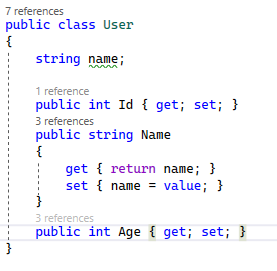 7 references
public class User
{
string name;
1 reference
public int Id { get; set; }
3 references
public string Name
{
get { return name; }
set { name = value; }
}
3 references
public int Age { get; set; }
}